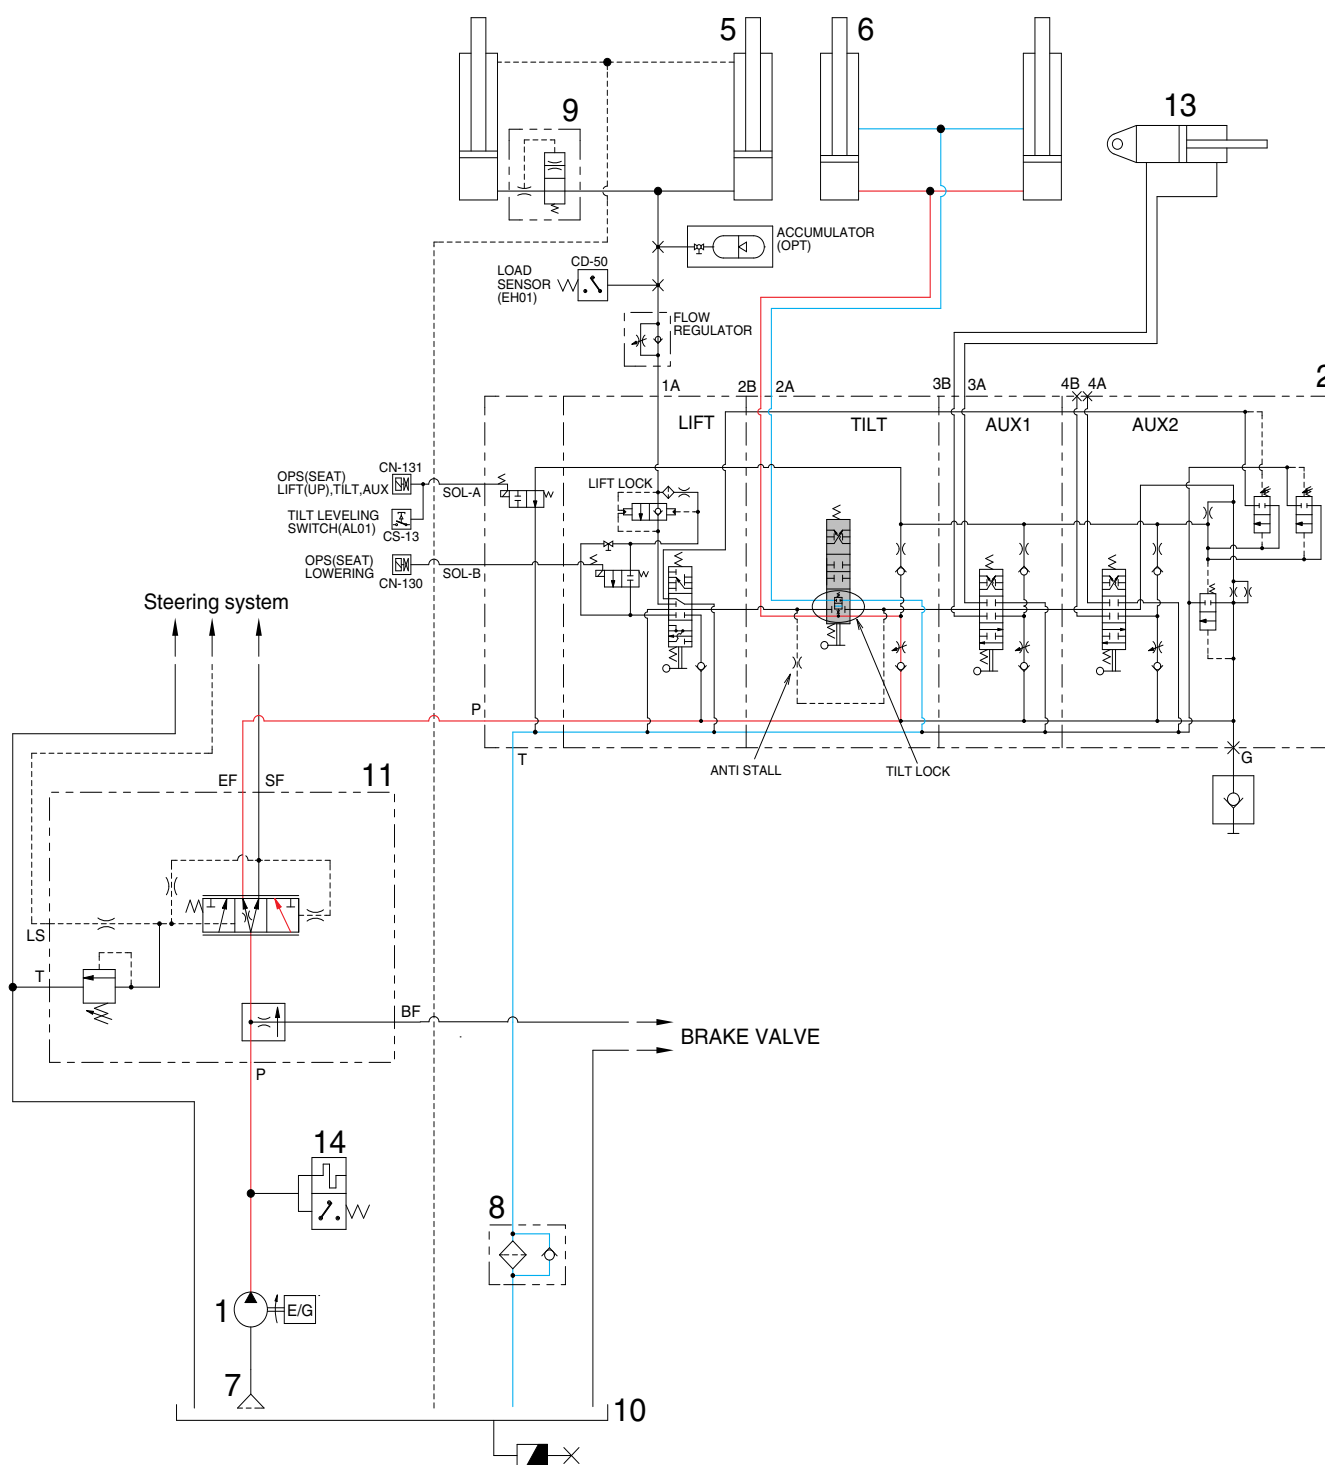 5
6
9
13
ACCUMULATOR
(OPT)
CD-50
LOAD
SENSOR
(EH01)
FLOW
REGULATOR
1A
2B
2A
3B
3A
4B
4A
2
LIFT
TILT
AUX1
AUX2
CN-131
OPS(SEAT)
LIFT(UP),TILT,AUX
SOL-A
LIFT LOCK
TILT LEVELING
SWITCH(AL01)
CS-13
OPS(SEAT)
LOWERING
CN-130
SOL-B
Steering system
P
T
ANTI STALL
TILT LOCK
G
EF
SF
11
LS
T
BF
BRAKE VALVE
P
14
8
1
E/G
7
10